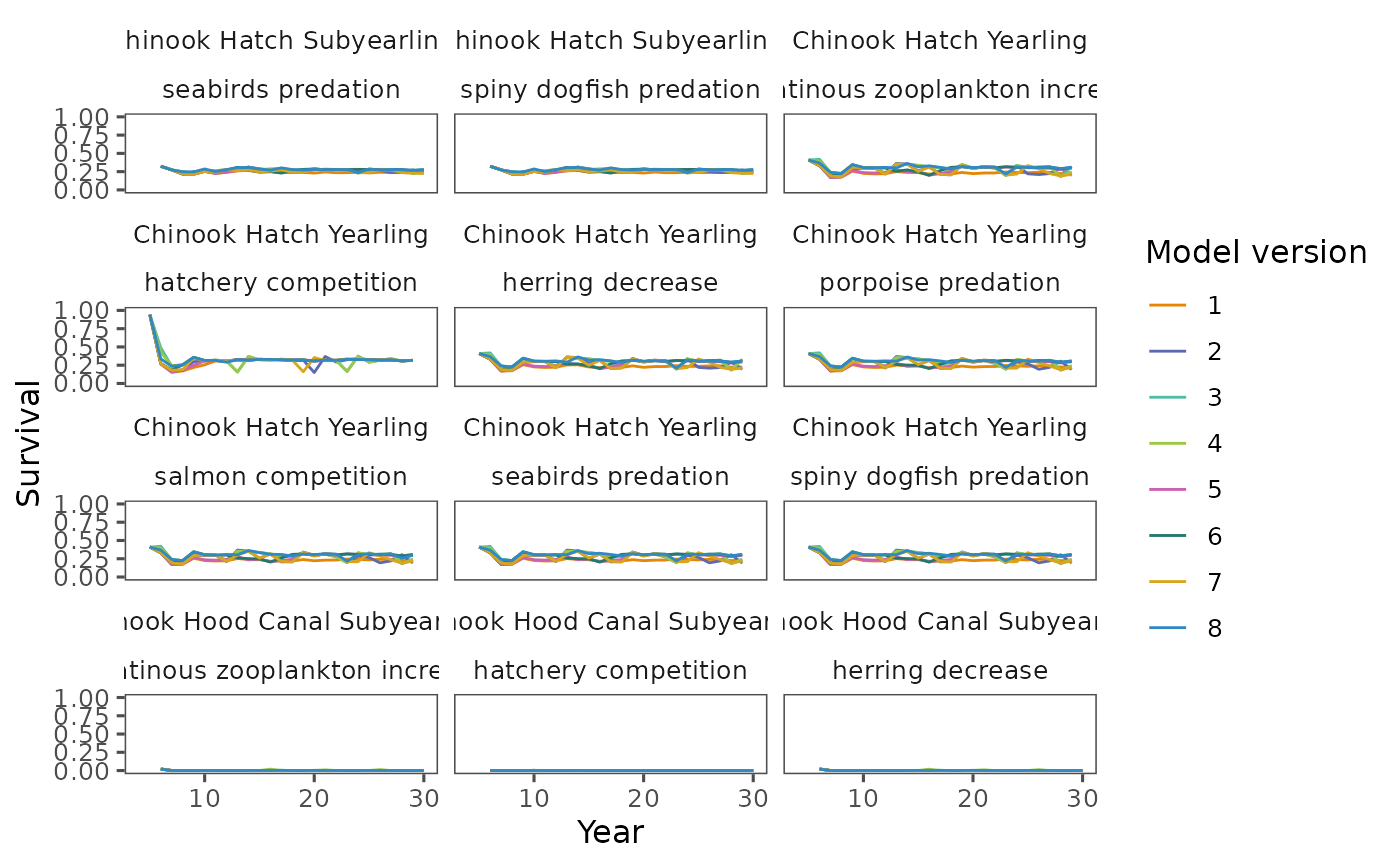 hinook Hatch Subyearlin hinook Hatch Subyearlin Chinook Hatch Yearling
seabirds predation spiny dogfish predation ntinous zooplankton incre
1.00
0.75
0.50
0.25
0.00
Chinook Hatch Yearling Chinook Hatch Yearling Chinook Hatch Yearling
hatchery competition herring decrease porpoise predation
1.00
0.75
0.50
0.25
0.00
Chinook Hatch Yearling Chinook Hatch Yearling Chinook Hatch Yearling
salmon competition seabirds predation spiny dogfish predation
1.00
0.75
0.50
0.25
0.00
nook Hood Canal Subyear nook Hood Canal Subyear nook Hood Canal Subyear
ntinous zooplankton incre hatchery competition herring decrease
1.00
0.75
0.50
0.25
0.00
10 20 30 10 20 30 10 20 30
Year
Survival
Model version
1
2
3
4
5
6
7
8